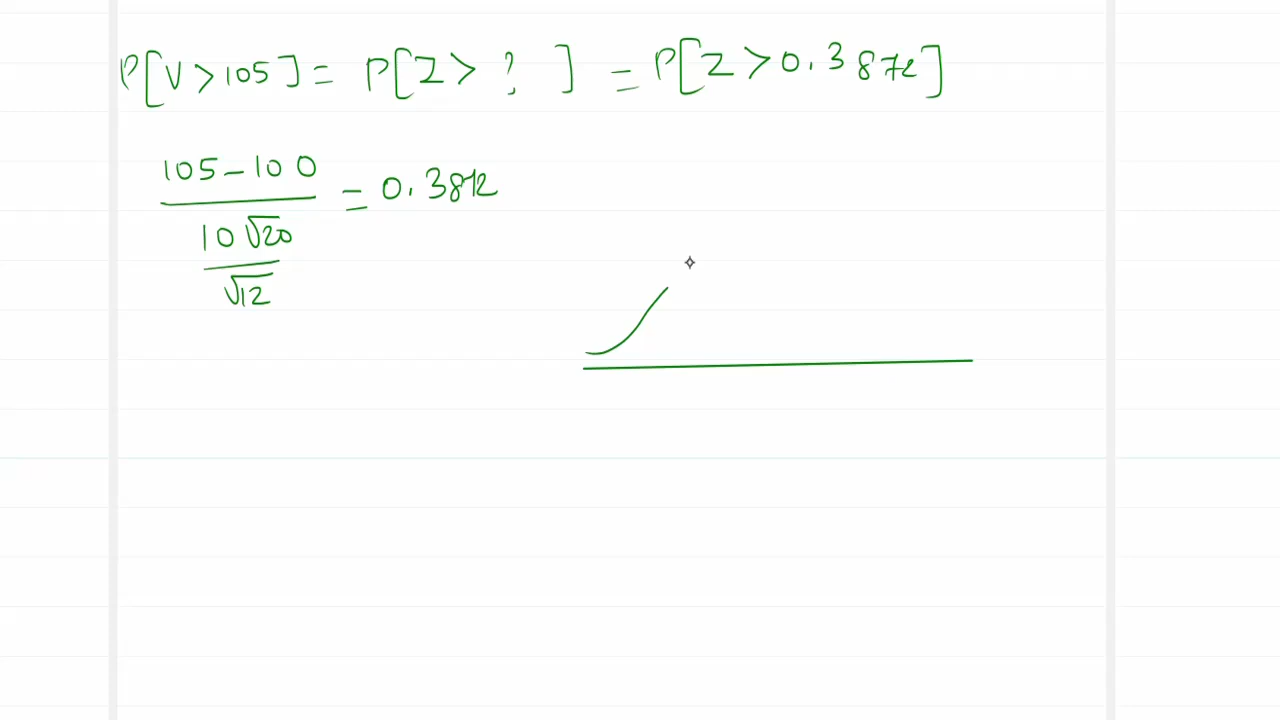 P[V > 105] = P[Z > ? ] = P[Z > 0.3872]
105 - 100
10√20
√12
= 0.3872